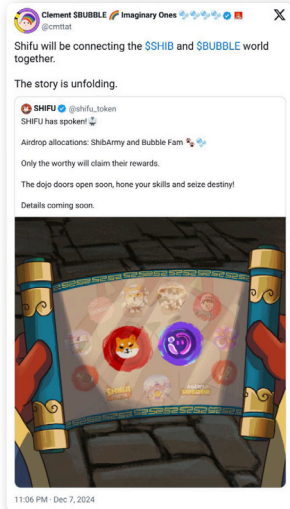 Clement $BUBBLE 🌈 Imaginary Ones 🫧🫧🫧🫧
@cmttat
X
Shifu will be connecting the $SHIB and $BUBBLE world
together.
The story is unfolding.
SHIFU @shifu_token
SHIFU has spoken!
Airdrop allocations: ShibArmy and Bubble Fam 🐾🫧
Only the worthy will claim their rewards.
The dojo doors open soon, hone your skills and seize destiny!
Details coming soon.
11:06 PM · Dec 7, 2024